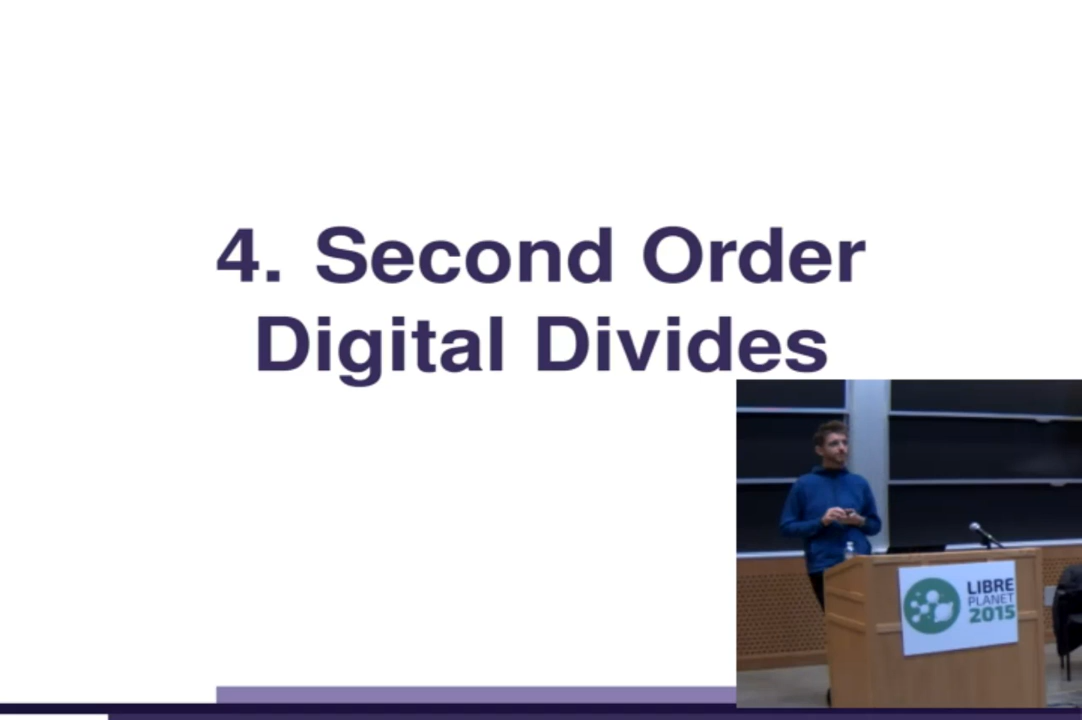 4. Second Order
Digital Divides
LIBRE
PLANET
2015